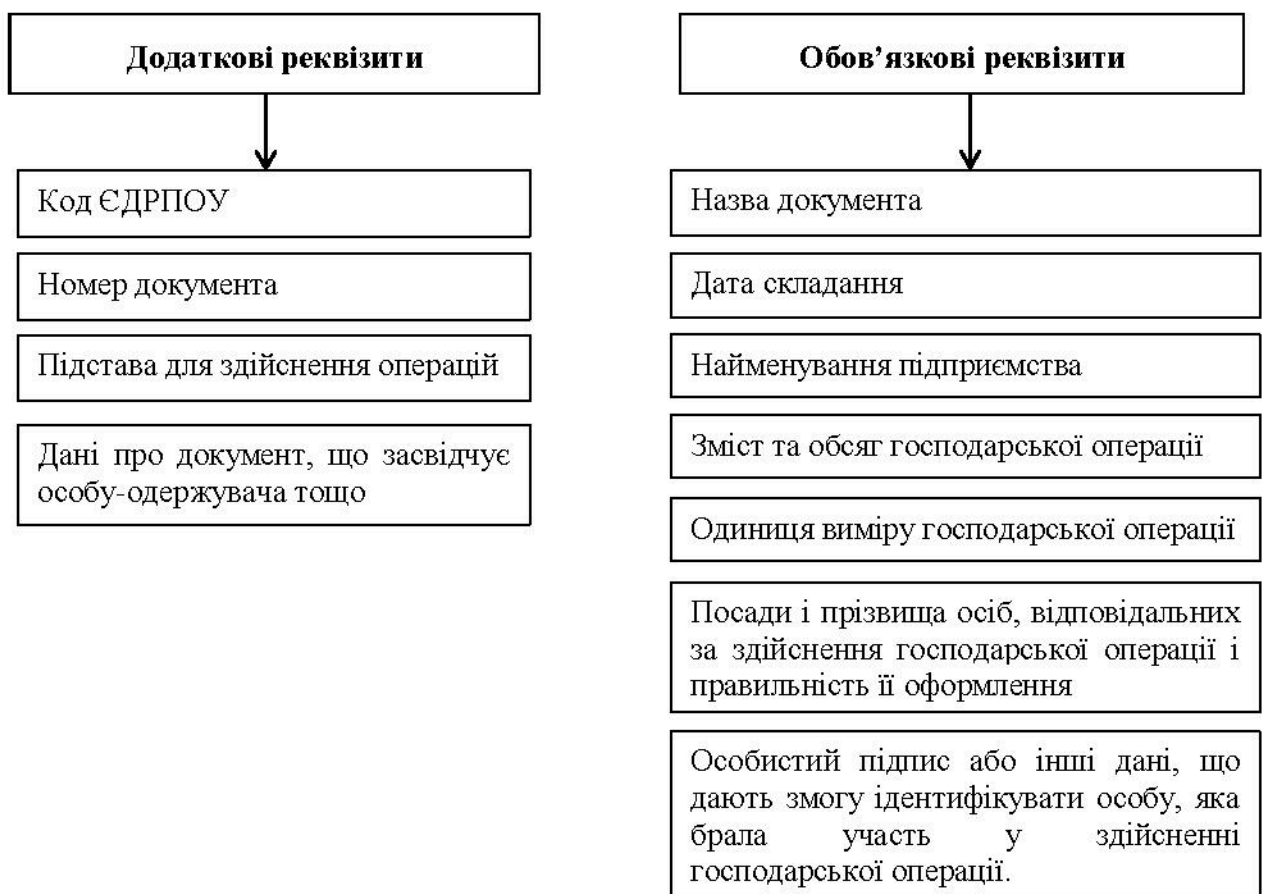 Додаткові реквізити
Код ЄДРПОУ
Номер документа
Підстава для здійснення операцій
Дані про документ, що засвідчує
особу-одержувача тощо
Обов’язкові реквізити
Назва документа
Дата складання
Найменування підприємства
Зміст та обсяг господарської операції
Одиниця виміру господарської операції
Посади і прізвища осіб, відповідальних
за здійснення господарської операції і
правильність її оформлення
Особистий підпис або інші дані, що
дають змогу ідентифікувати особу, яка
брала участь у здійсненні
господарської операції.